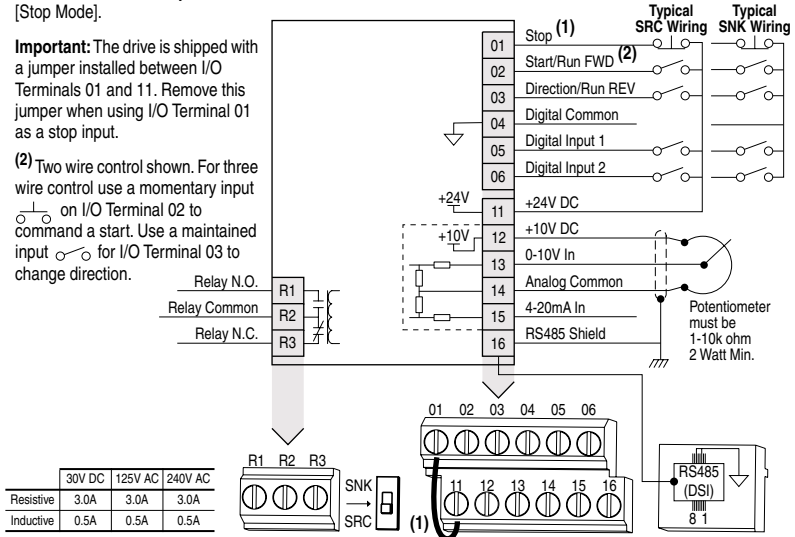 [Stop Mode].
Important: The drive is shipped with
a jumper installed between I/O
Terminals 01 and 11. Remove this
jumper when using I/O Terminal 01
as a stop input.
(2) Two wire control shown. For three
wire control use a momentary input
on I/O Terminal 02 to
command a start. Use a maintained
input for I/O Terminal 03 to
change direction.
Typical
SRC Wiring
Typical
SNK Wiring
01 Stop (1)
02 Start/Run FWD (2)
03 Direction/Run REV
04 Digital Common
05 Digital Input 1
06 Digital Input 2
+24V 11 +24V DC
+10V 12 +10V DC
13 0-10V In
14 Analog Common
15 4-20mA In
16 RS485 Shield
Potentiometer
must be
1-10k ohm
2 Watt Min.
Relay N.O. R1
Relay Common R2
Relay N.C. R3
30V DC 125V AC 240V AC
Resistive 3.0A 3.0A 3.0A
Inductive 0.5A 0.5A 0.5A
R1 R2 R3
SNK
SRC
(1)
01 02 03 04 05 06
11 12 13 14 15 16
RS485
(DSI)
8 1